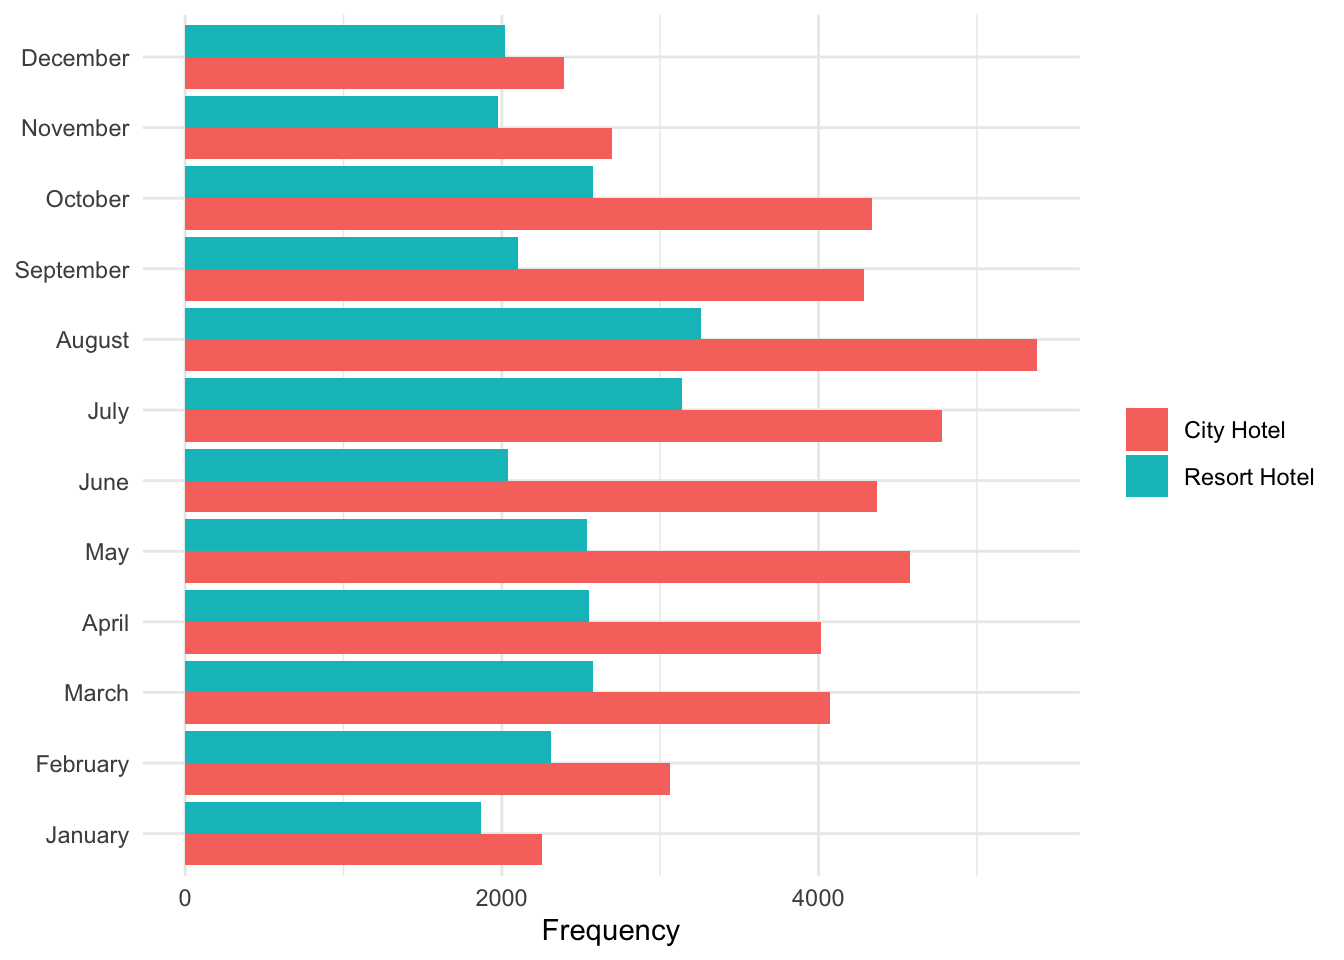 December
November
October
September
August
July
June
May
April
March
February
January
0 2000 4000
Frequency
City Hotel
Resort Hotel